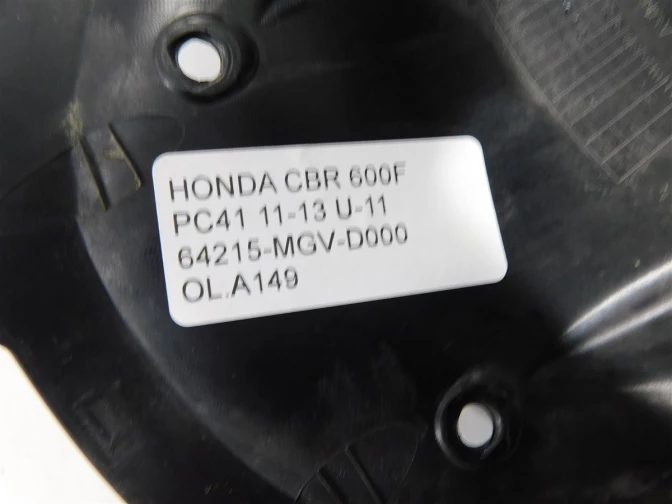 HONDA CBR 600F
PC41 11-13 U-11
64215-MGV-D000
OL.A149